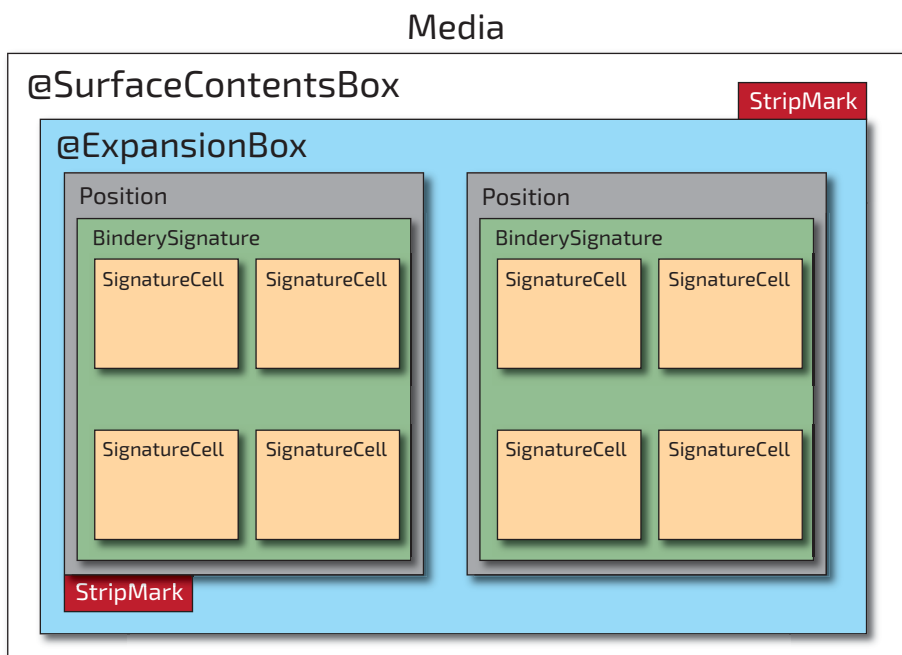 Media
@SurfaceContentsBox
StripMark
@ExpansionBox
Position
BinderySignature
SignatureCell
SignatureCell
SignatureCell
SignatureCell
StripMark
Position
BinderySignature
SignatureCell
SignatureCell
SignatureCell
SignatureCell